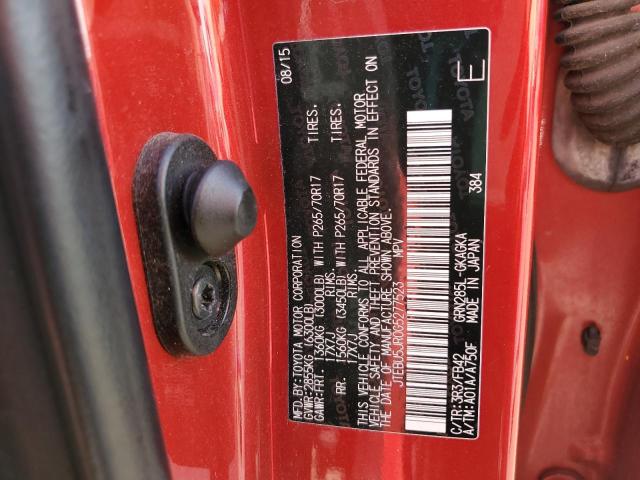 MFD.BY:TOYOTA MOTOR CORPORATION 08/15
GVWR:2855KG (6300LB)
GAWR:FRT. 1360KG (3000LB) WITH P265/70R17 TIRES,
17X7J RIMS,
RR. 1560KG (3450LB) WITH P265/70R17 TIRES,
17X7J RIMS.
THIS VEHICLE CONFORMS TO ALL APPLICABLE FEDERAL MOTOR
VEHICLE SAFETY AND THEFT PREVENTION STANDARDS IN EFFECT ON
THE DATE OF MANUFACTURE SHOWN ABOVE.
JTEBU5JR0G5277523 MPV
C/TR:3R3/FB42 GRN285L-GKAGKA 384
A/TM:A01A/A750F MADE IN JAPAN E